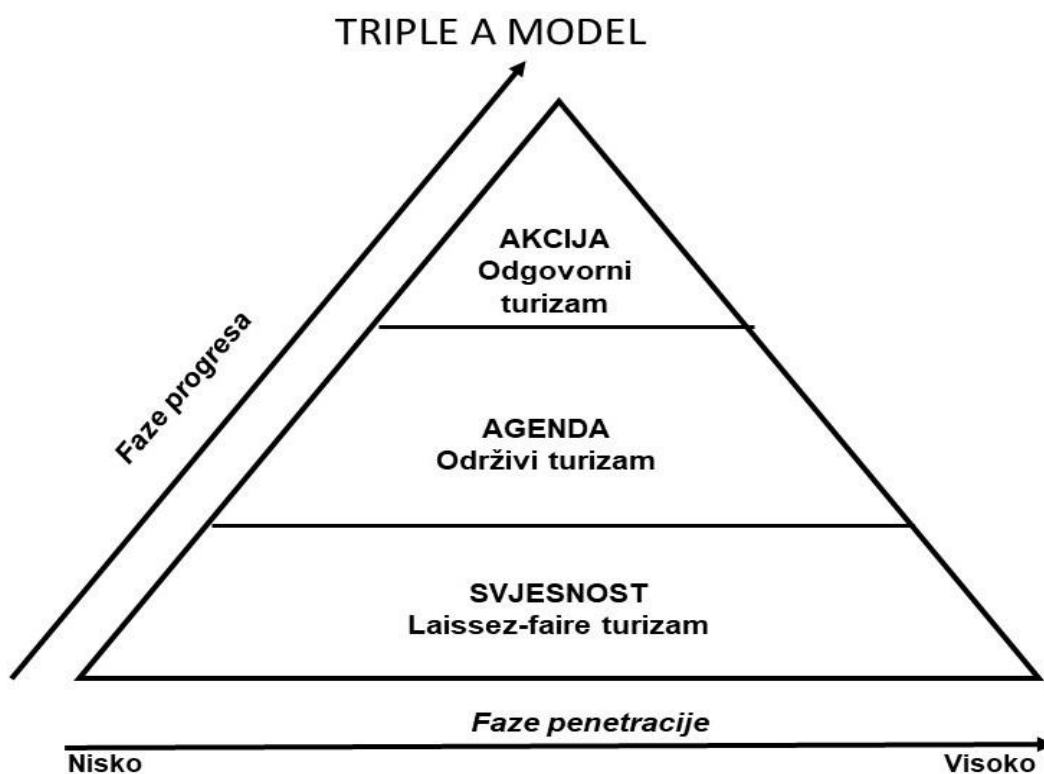 TRIPLE A MODEL
AKCIJA
Odgovorni
turizam
Faze progresa
AGENDA
Održivi turizam
SVJESNOST
Laissez-faire turizam
Faze penetracije
Nisko
Visoko